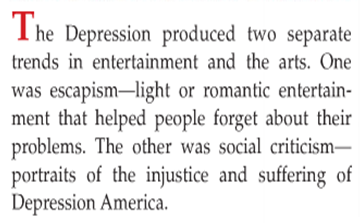 The Depression produced two separate
trends in entertainment and the arts. One
was escapism—light or romantic entertain-
ment that helped people forget about their
problems. The other was social criticism—
portraits of the injustice and suffering of
Depression America.